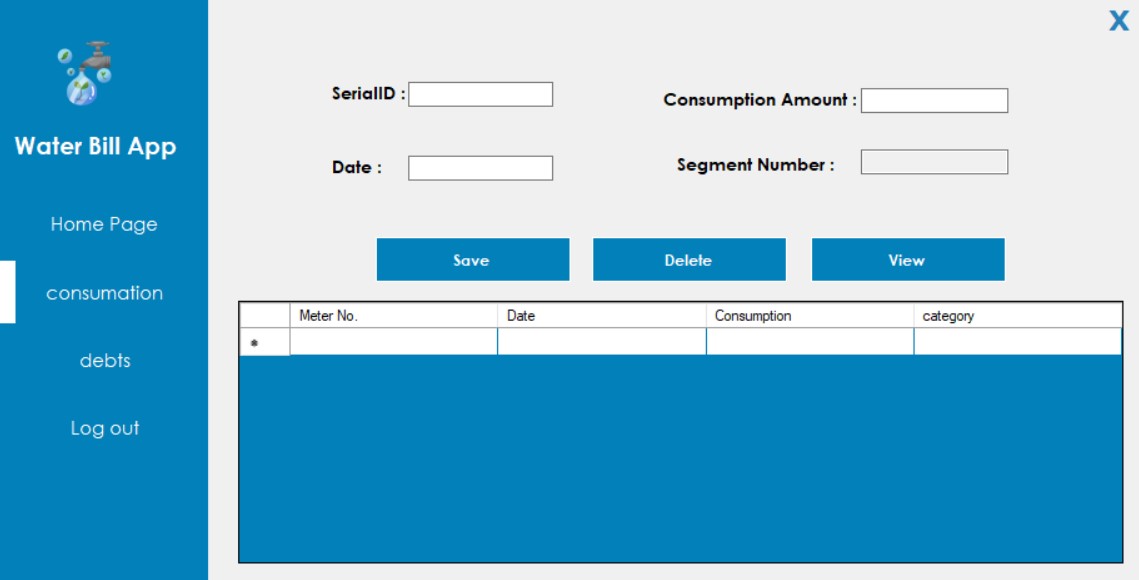 X
Water Bill App
Home Page
consumation
debts
Log out
SerialID :
Consumption Amount :
Date :
Segment Number :
Save
Delete
View
Meter No.
Date
Consumption
category
*